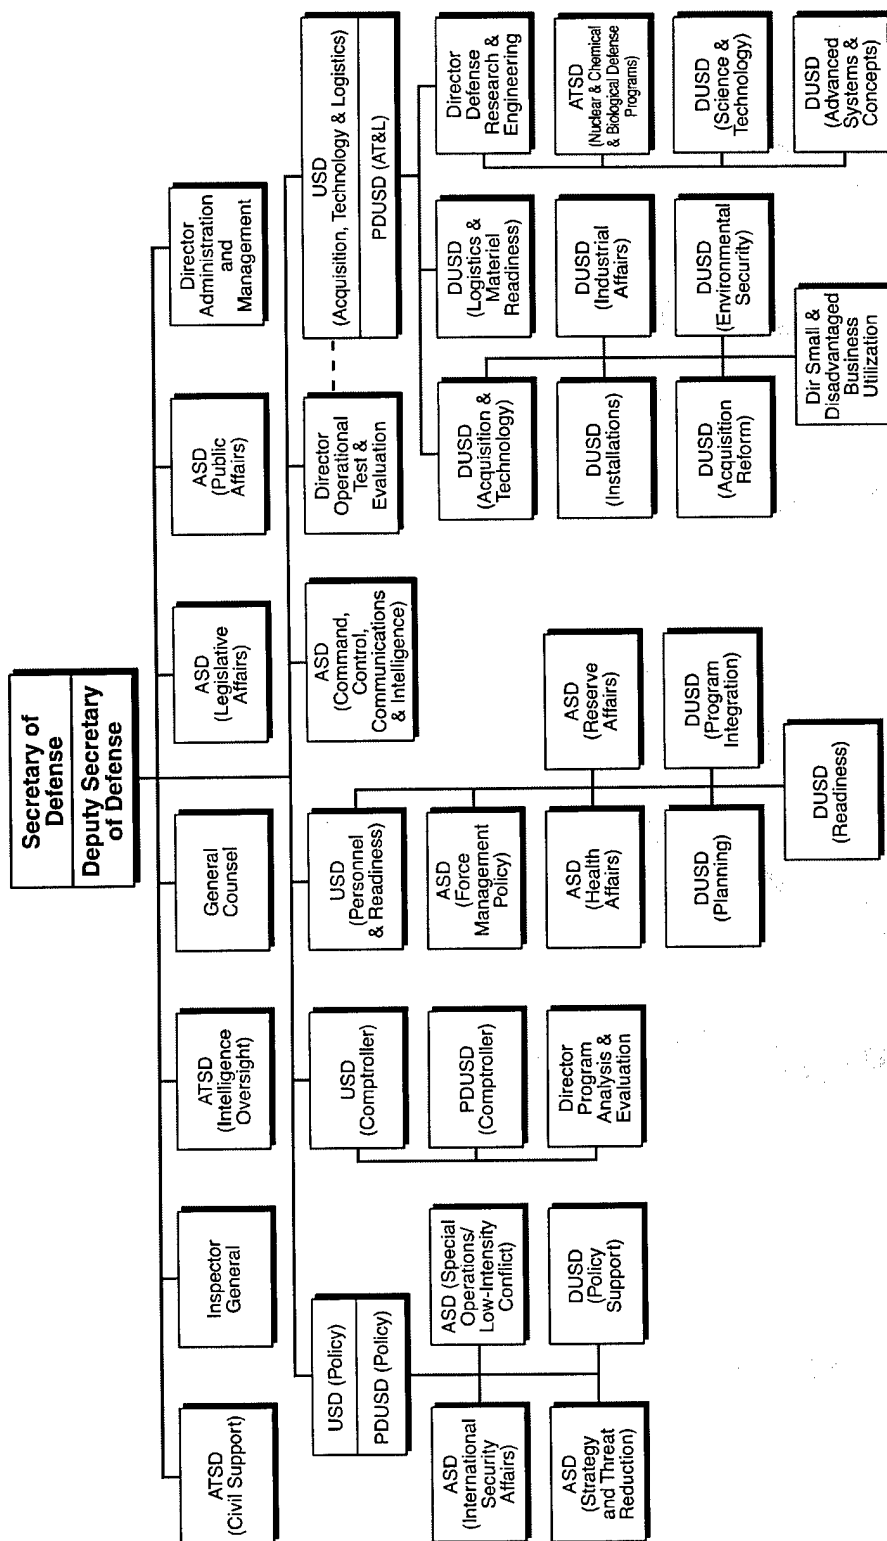 Secretary of
Defense
Deputy Secretary
of Defense
ATSD
(Civil Support)
Inspector
General
ATSD
(Intelligence
Oversight)
General
Counsel
ASD
(Legislative
Affairs)
ASD
(Public
Affairs)
Director
Administration
and
Management
USD (Policy)
PDUSD (Policy)
USD
(Comptroller)
USD
(Personnel
& Readiness)
ASD
(Command,
Control,
Communications
& Intelligence)
Director
Operational
Test &
Evaluation
USD
(Acquisition, Technology & Logistics)
PDUSD (AT&L)
ASD
(International
Security
Affairs)
ASD (Special
Operations/
Low-Intensity
Conflict)
ASD
(Strategy
and Threat
Reduction)
DUSD
(Policy
Support)
PDUSD
(Comptroller)
Director
Program
Analysis &
Evaluation
ASD
(Force
Management
Policy)
ASD
(Health
Affairs)
ASD
(Reserve
Affairs)
DUSD
(Planning)
DUSD
(Program
Integration)
DUSD
(Readiness)
DUSD
(Acquisition &
Technology)
DUSD
(Logistics &
Materiel
Readiness)
DUSD
(Installations)
DUSD
(Industrial
Affairs)
DUSD
(Acquisition
Reform)
DUSD
(Environmental
Security)
Dir Small &
Disadvantaged
Business
Utilization
Director
Defense
Research &
Engineering
ATSD
(Nuclear & Chemical
& Biological Defense
Programs)
DUSD
(Science &
Technology)
DUSD
(Advanced
Systems &
Concepts)